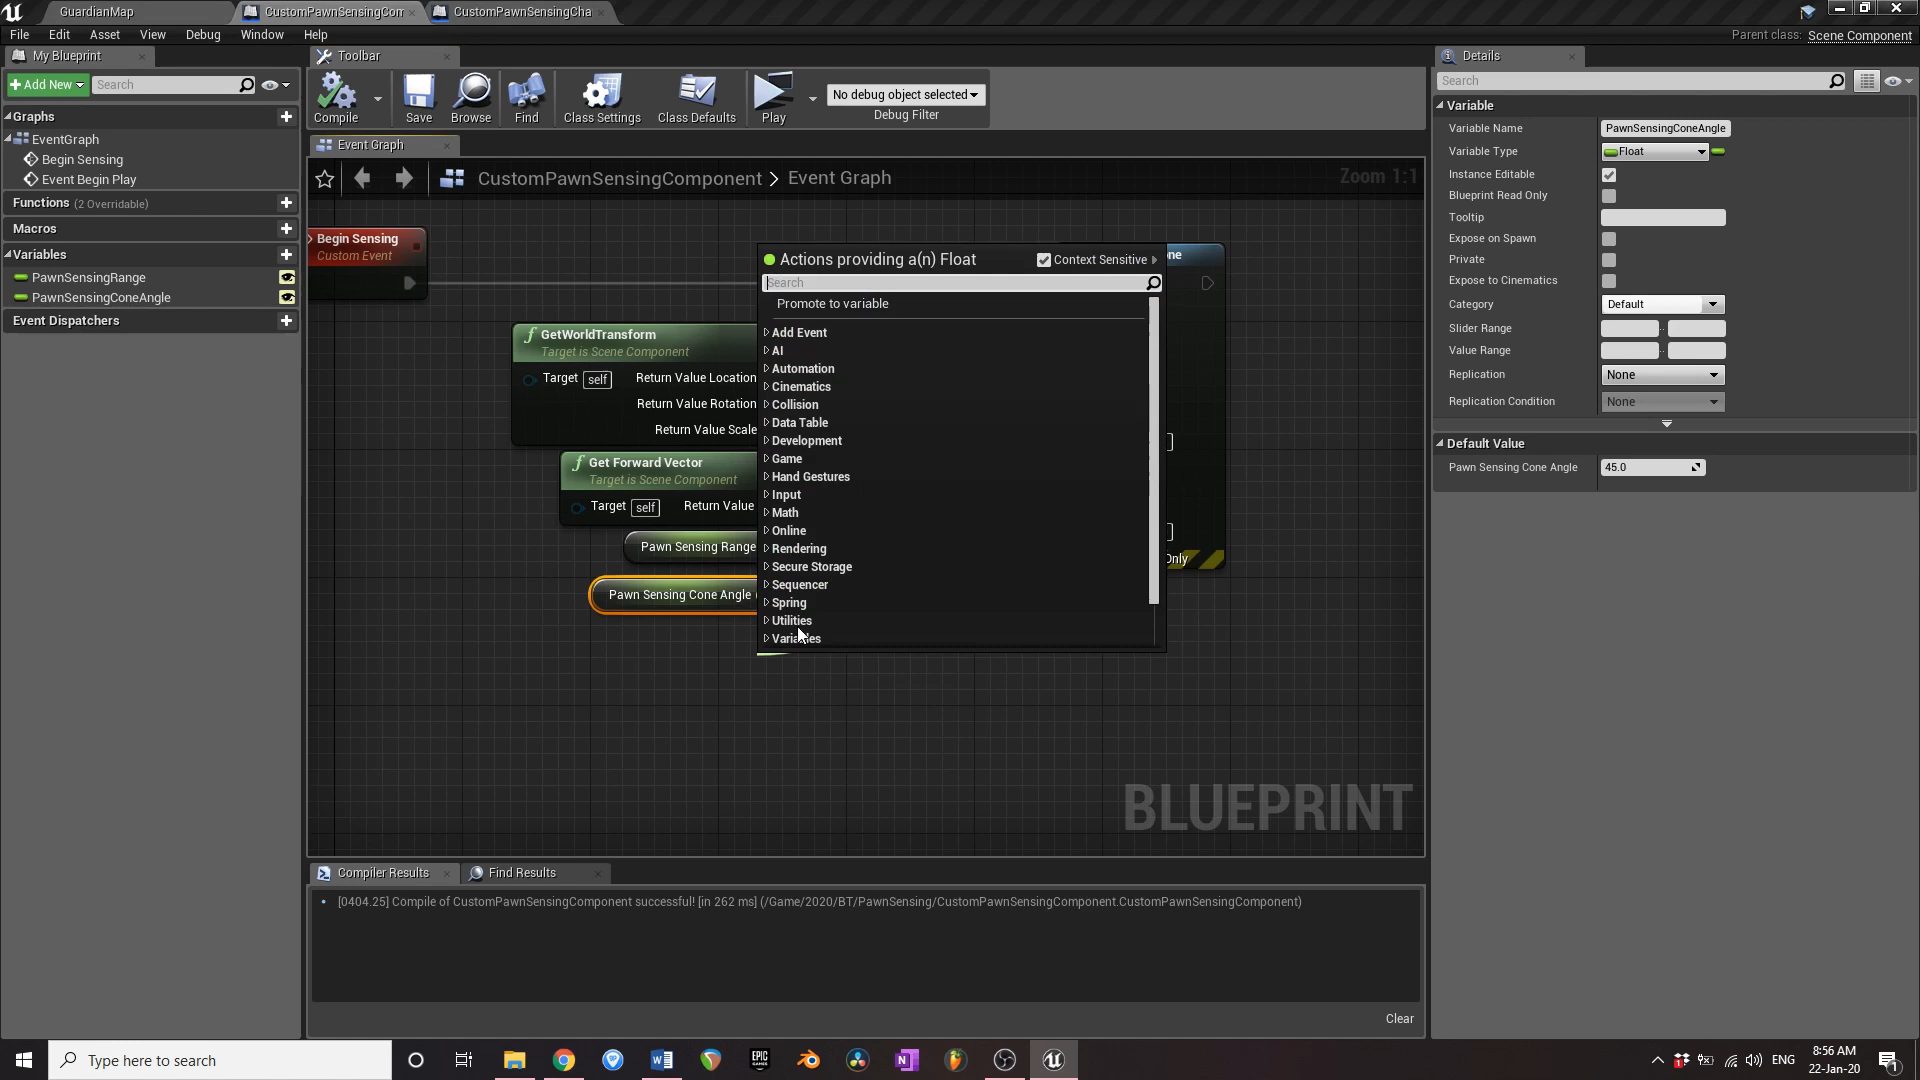 GuardianMap
CustomPawnSensingCom
CustomPawnSensingCha
File Edit Asset View Debug Window Help
Parent class: Scene Component
My Blueprint
Toolbar
Details
Add New Search
Compile Save Browse Find Class Settings Class Defaults Play
No debug object selected
Debug Filter
Search
Graphs
EventGraph
Begin Sensing
Event Begin Play
Functions (2 Overridable)
Macros
Variables
PawnSensingRange
PawnSensingConeAngle
Event Dispatchers
Event Graph
CustomPawnSensingComponent > Event Graph
Zoom 1:1
Begin Sensing
Custom Event
GetWorldTransform
Target is Scene Component
Target self Return Value Location
Return Value Rotation
Return Value Scale
Get Forward Vector
Target is Scene Component
Target self Return Value
Pawn Sensing Range
Pawn Sensing Cone Angle
ne
Only
Actions providing a(n) Float
Context Sensitive
Search
Promote to variable
Add Event
AI
Automation
Cinematics
Collision
Data Table
Development
Game
Hand Gestures
Input
Math
Online
Rendering
Secure Storage
Sequencer
Spring
Utilities
Variables
BLUEPRINT
Compiler Results
Find Results
[0404.25] Compile of CustomPawnSensingComponent successful! [in 262 ms] (/Game/2020/BT/PawnSensing/CustomPawnSensingComponent.CustomPawnSensingComponent)
Clear
Variable
Variable Name PawnSensingConeAngle
Variable Type Float
Instance Editable
Blueprint Read Only
Tooltip
Expose on Spawn
Private
Expose to Cinematics
Category Default
Slider Range
Value Range
Replication None
Replication Condition None
Default Value
Pawn Sensing Cone Angle 45.0
Type here to search
EPIC GAMES
ENG
8:56 AM
22-Jan-20
1